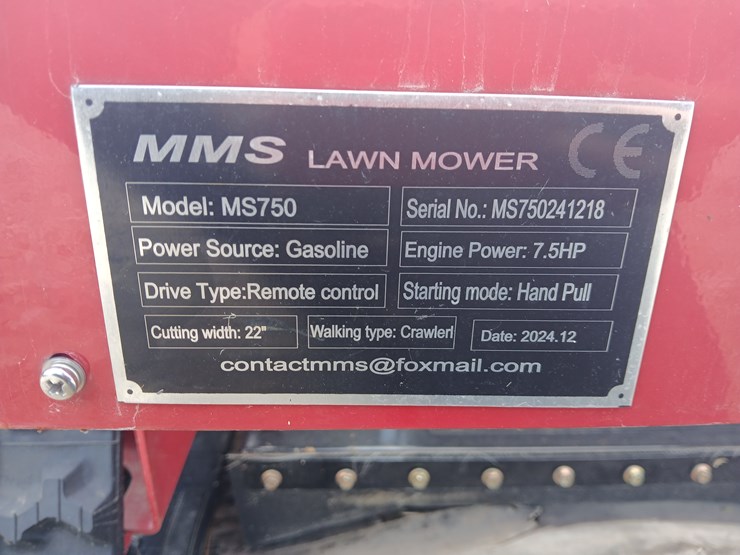 MMS LAWN MOWER CE
Model: MS750
Serial No.: MS750241218
Power Source: Gasoline
Engine Power: 7.5HP
Drive Type:Remote control
Starting mode: Hand Pull
Cutting width: 22"
Walking type: Crawlerl
Date: 2024.12
contactmms@foxmail.com